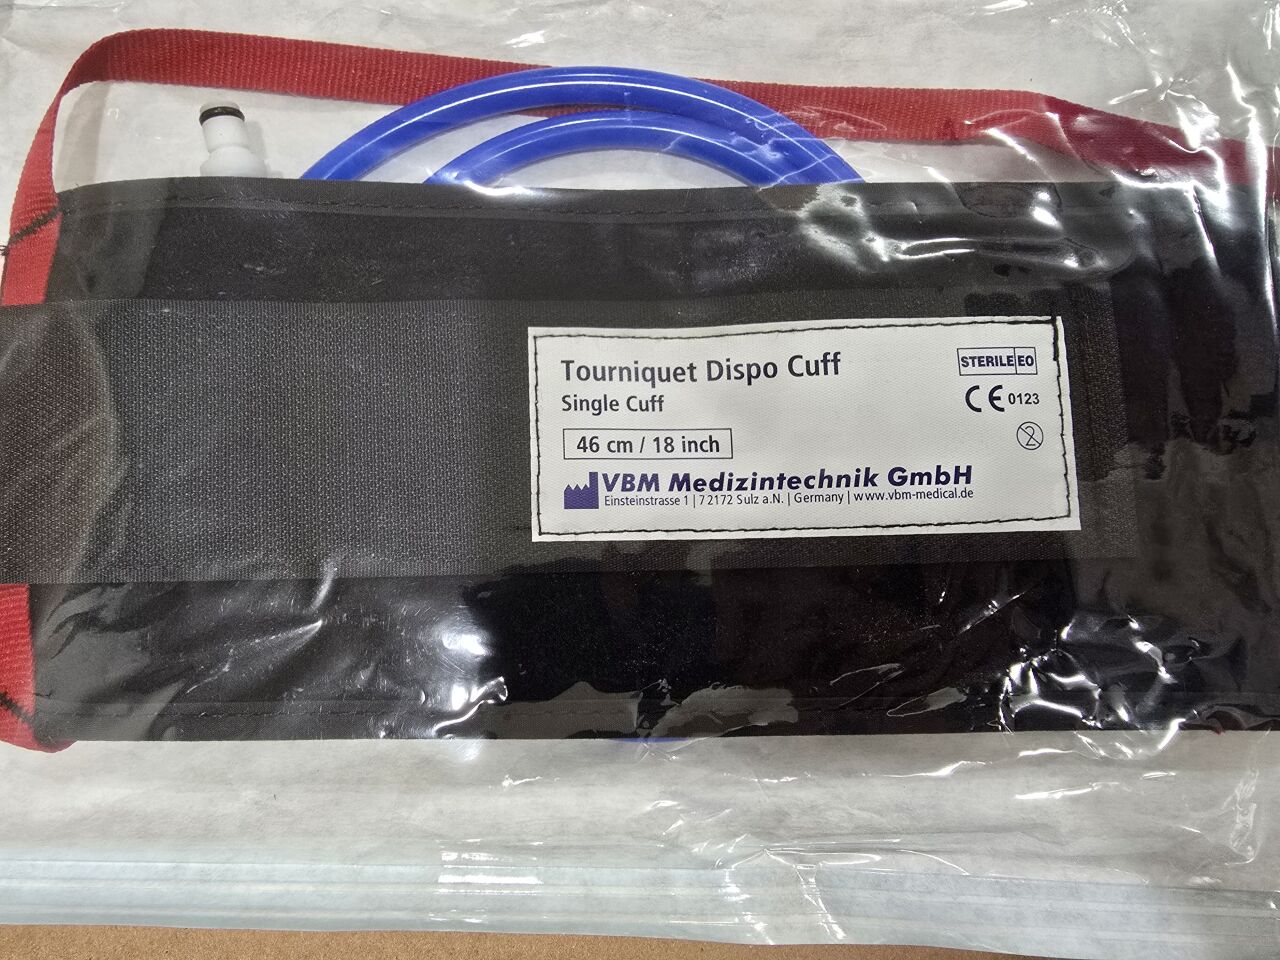 Tourniquet Dispo Cuff
Single Cuff
46 cm / 18 inch
VBM Medizintechnik GmbH
Einsteinstrasse 1 | 72172 Sulz a.N. | Germany | www.vbm-medical.de
STERILE EO
CE 0123
2